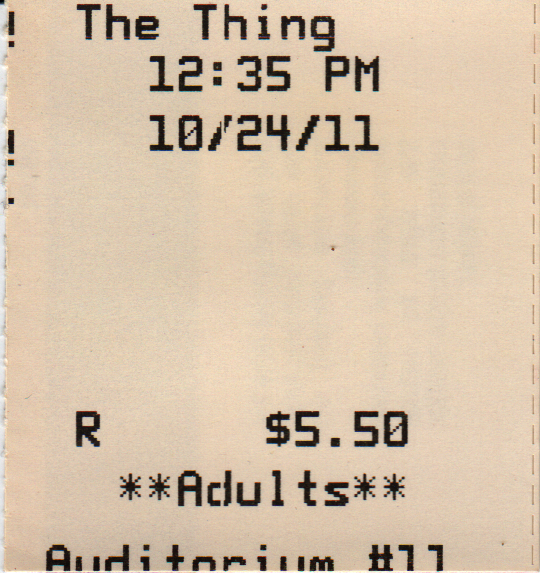 The Thing
12:35 PM
10/24/11
R $5.50
**Adults**
Auditorium #11